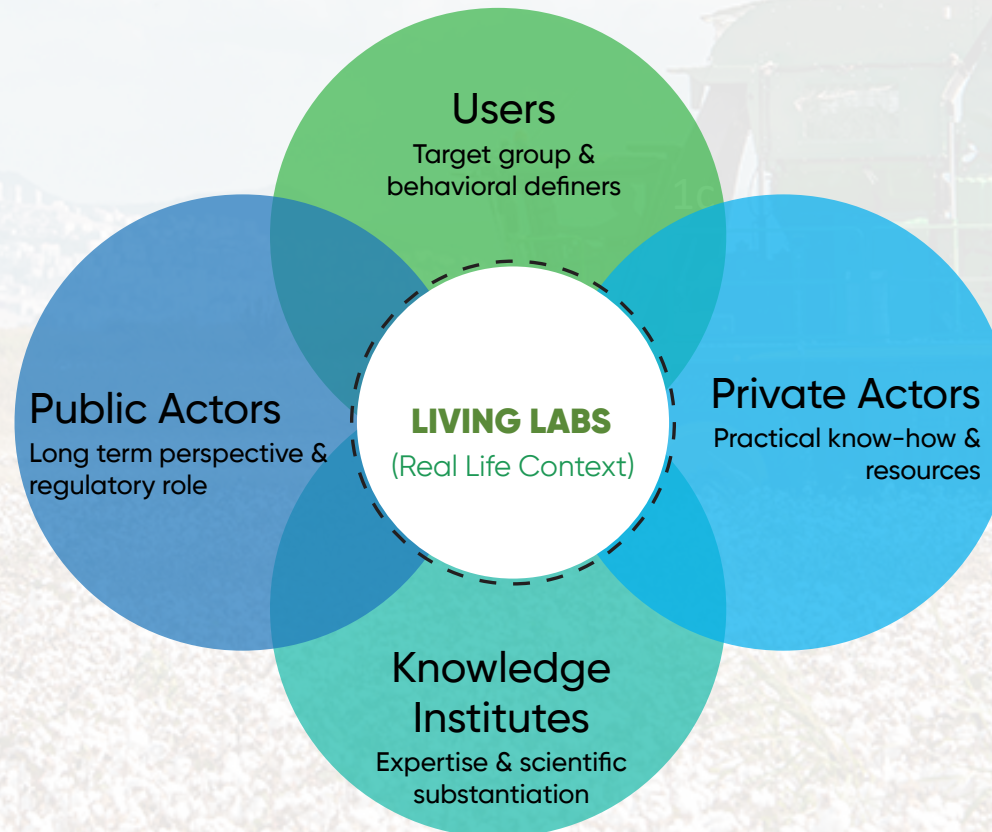 Users
Target group &
behavioral definers
Public Actors
Long term perspective &
regulatory role
LIVING LABS
(Real Life Context)
Private Actors
Practical know-how &
resources
Knowledge
Institutes
Expertise & scientific
substantiation